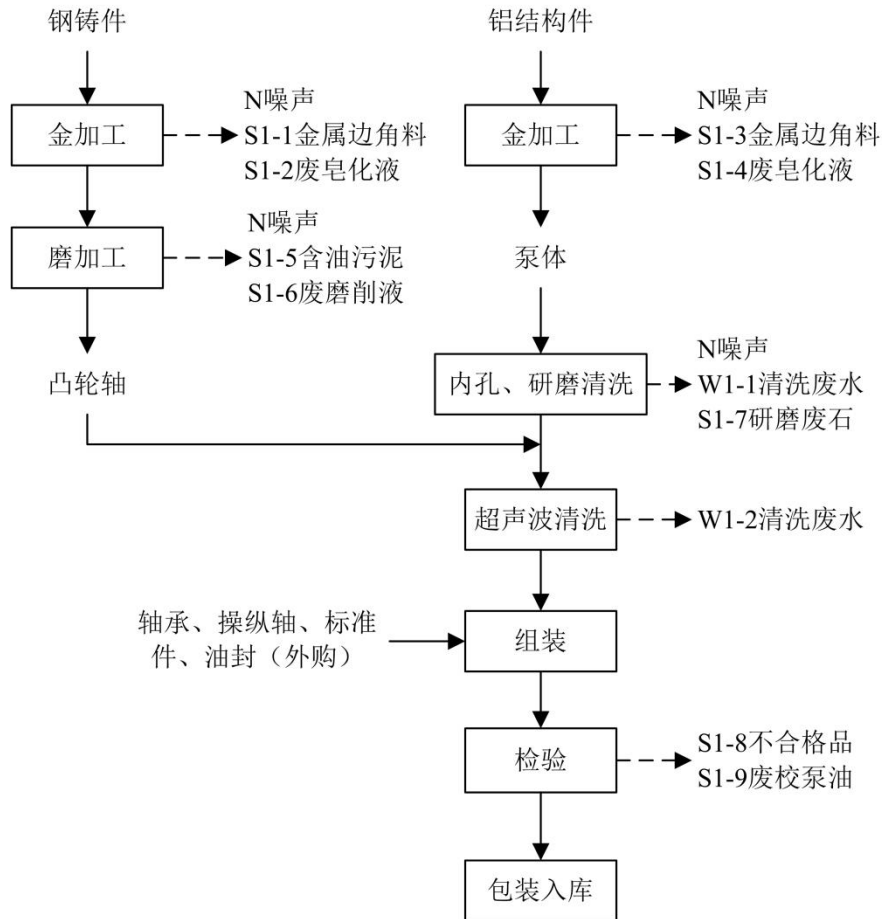 钢铸件
铝结构件
金加工
N噪声
S1-1金属边角料
S1-2废皂化液
金加工
N噪声
S1-3金属边角料
S1-4废皂化液
磨加工
N噪声
S1-5含油污泥
S1-6废磨削液
泵体
凸轮轴
内孔、研磨清洗
N噪声
W1-1清洗废水
S1-7研磨废石
超声波清洗
W1-2清洗废水
轴承、操纵轴、标准
件、油封（外购）
组装
检验
S1-8不合格品
S1-9废校泵油
包装入库